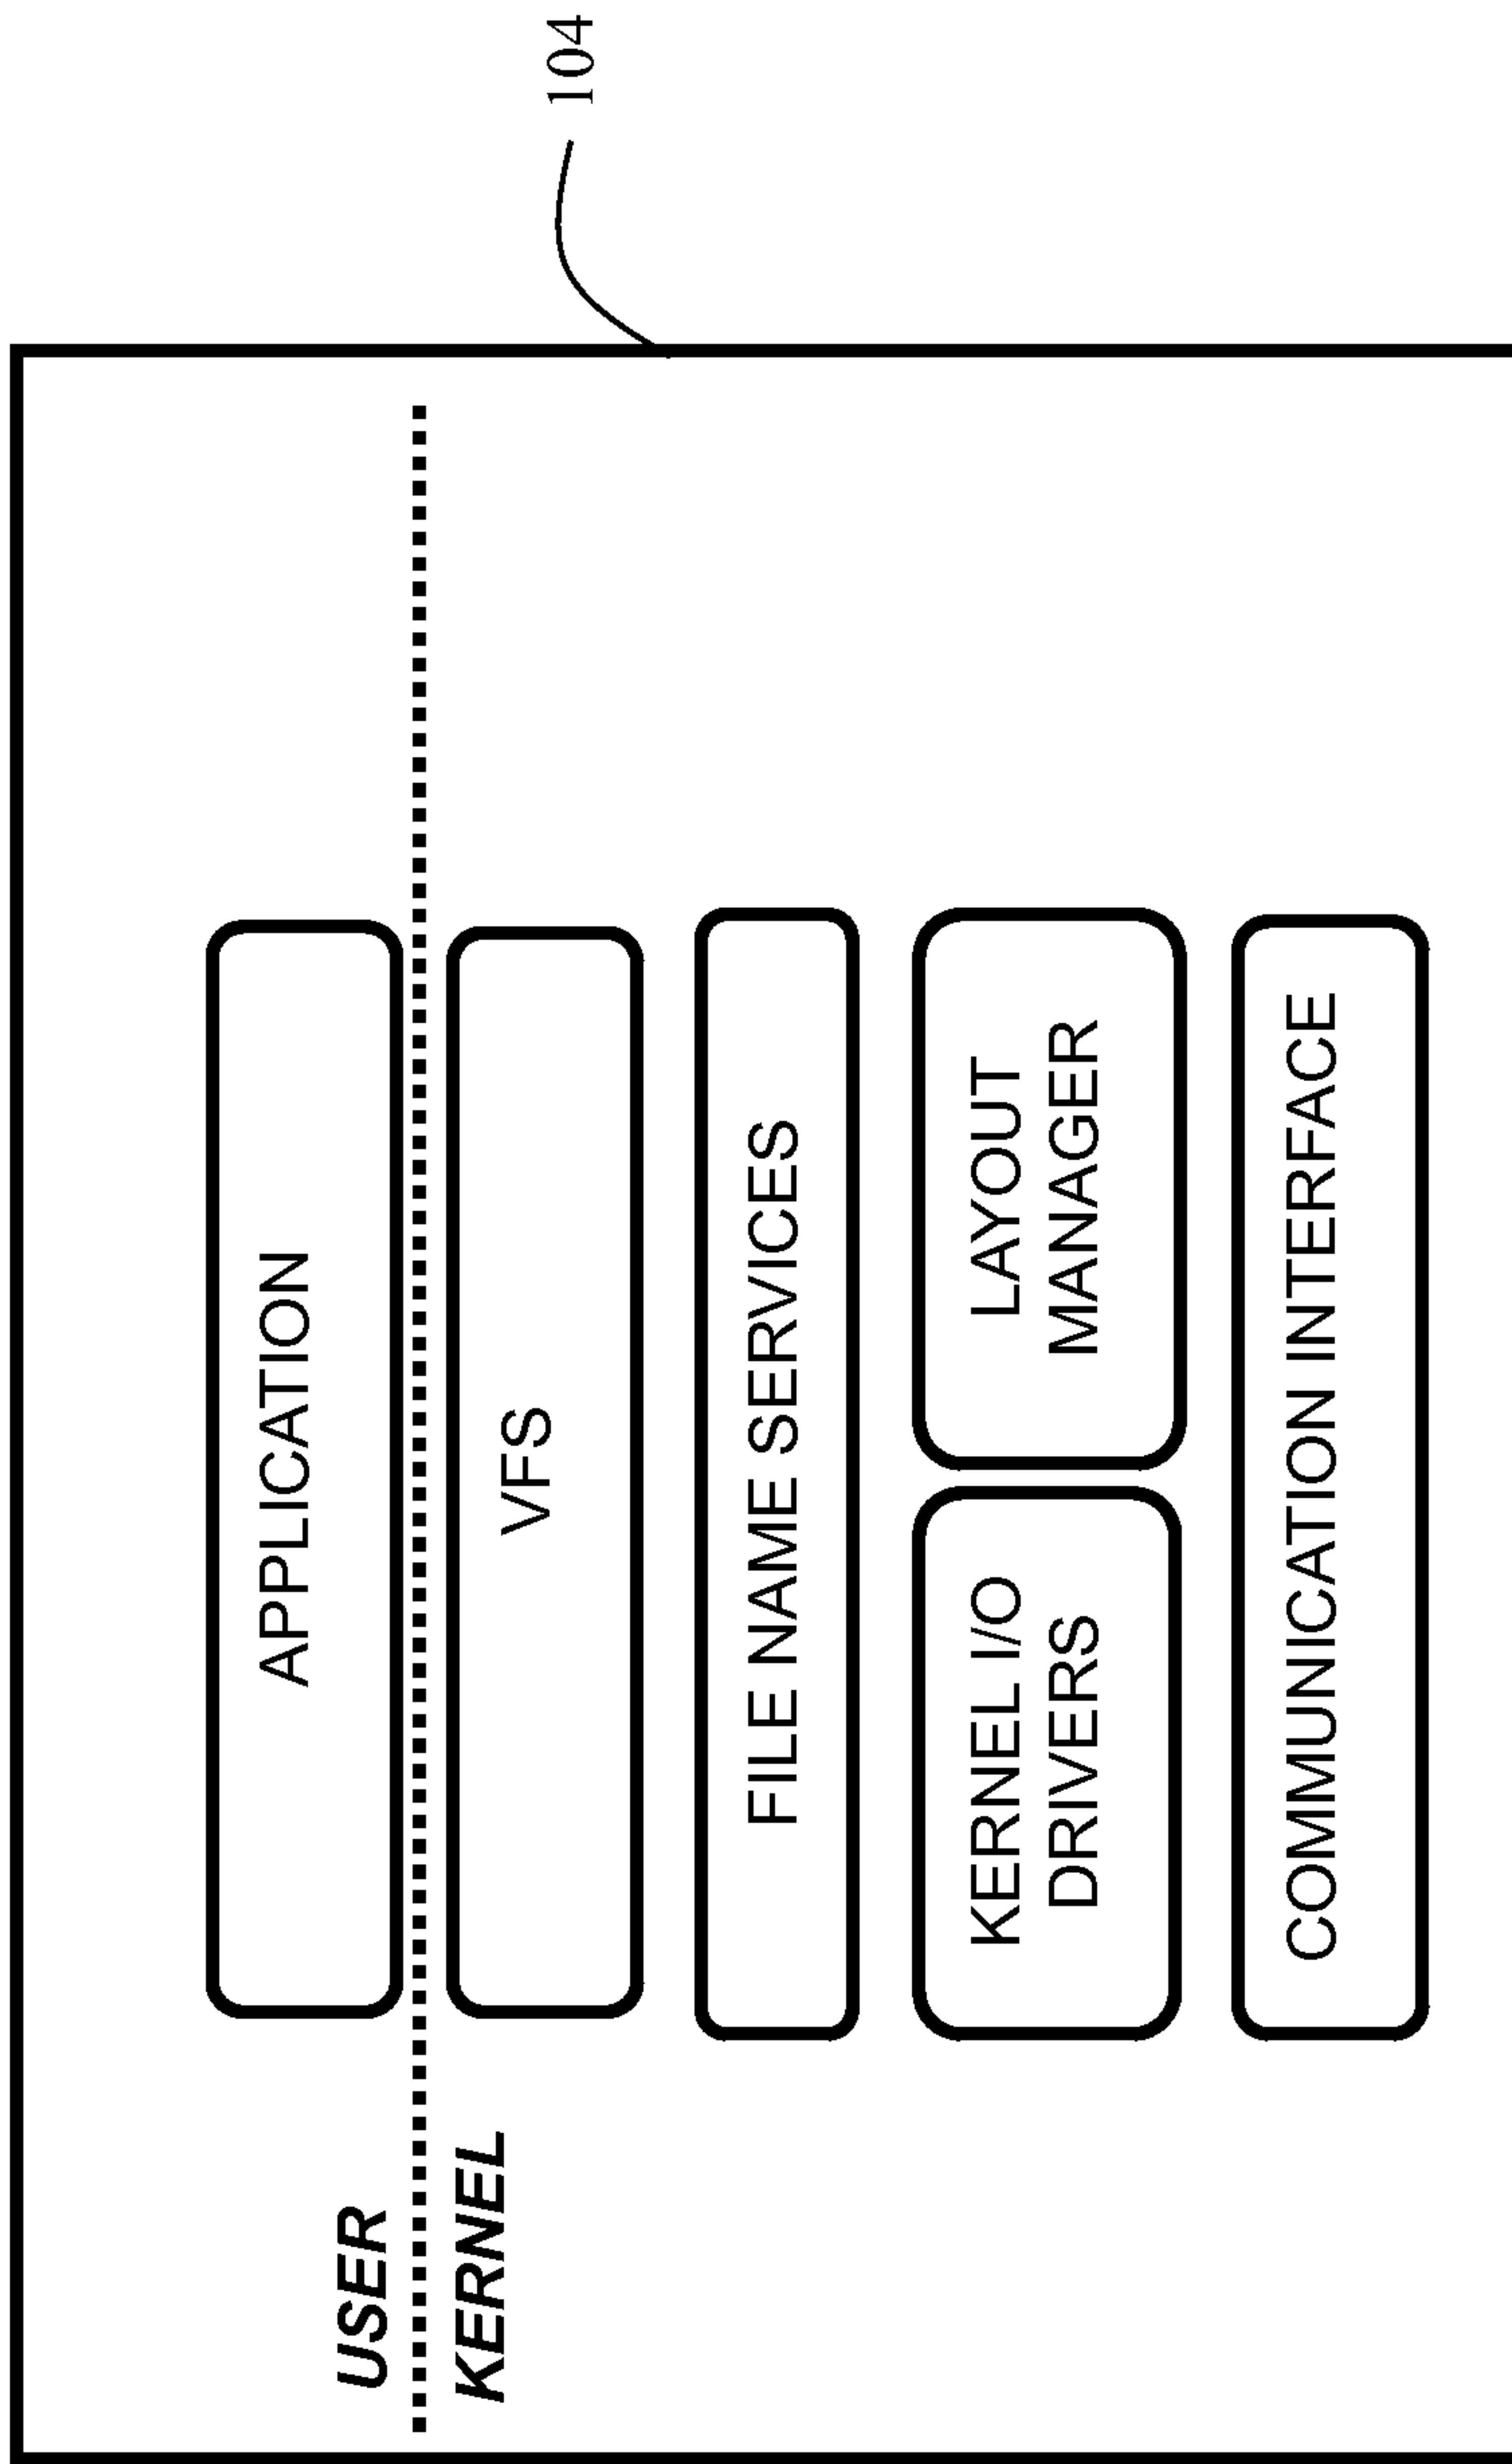 104
APPLICATION
USER
KERNEL
VFS
FILE NAME SERVICES
KERNEL I/O
DRIVERS
LAYOUT
MANAGER
COMMUNICATION INTERFACE